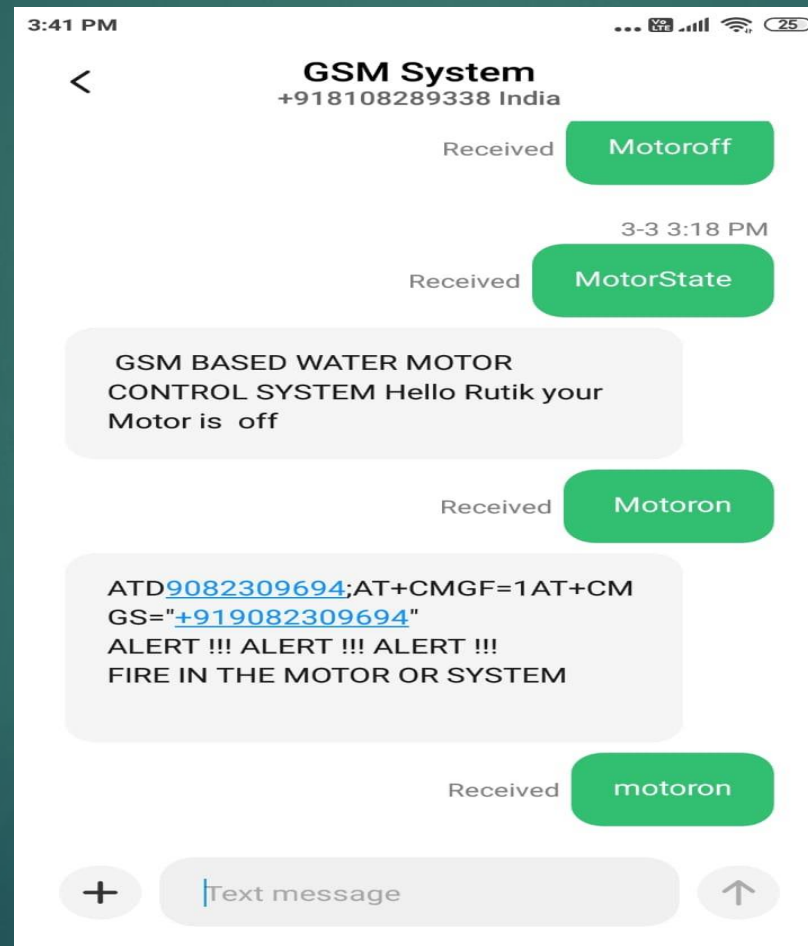 3:41 PM
... Vo LTE 25
GSM System
+918108289338 India
Received Motoroff
3-3 3:18 PM
Received MotorState
GSM BASED WATER MOTOR
CONTROL SYSTEM Hello Rutik your
Motor is  off
Received Motoron
ATD9082309694;AT+CMGF=1AT+CM
GS="+919082309694"
ALERT !!! ALERT !!! ALERT !!!
FIRE IN THE MOTOR OR SYSTEM
Received motoron
Text message